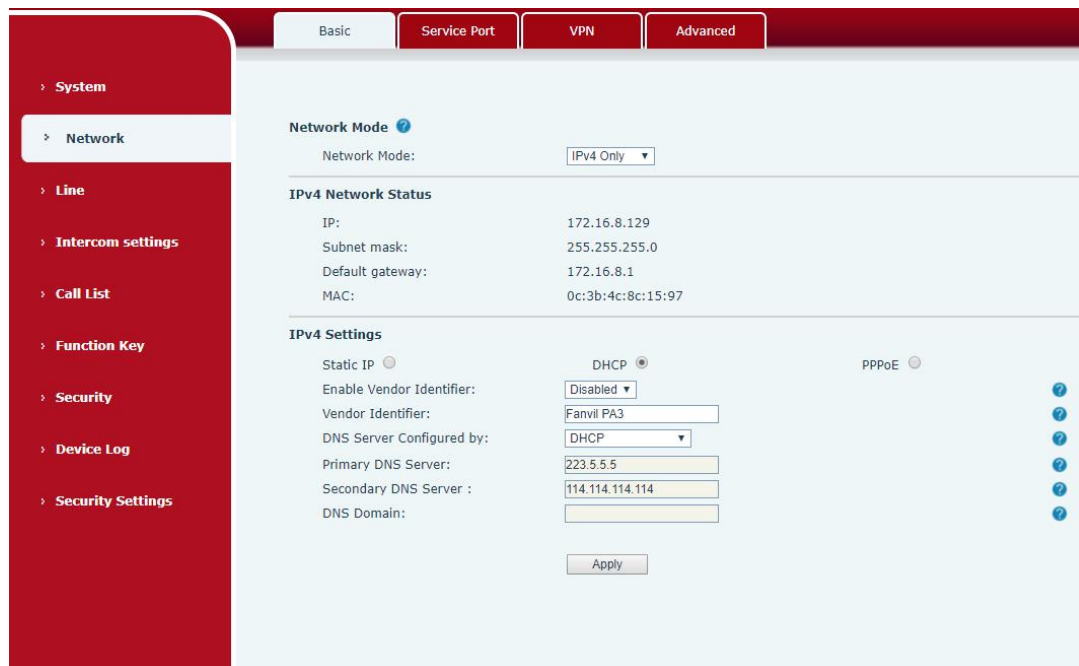 Basic Service Port VPN Advanced
System
Network
Line
Intercom settings
Call List
Function Key
Security
Device Log
Security Settings
Network Mode
Network Mode: IPv4 Only
IPv4 Network Status
IP: 172.16.8.129
Subnet mask: 255.255.255.0
Default gateway: 172.16.8.1
MAC: 0c:3b:4c:8c:15:97
IPv4 Settings
Static IP DHCP PPPoE
Enable Vendor Identifier: Disabled
Vendor Identifier: Fanvil PA3
DNS Server Configured by: DHCP
Primary DNS Server: 223.5.5.5
Secondary DNS Server : 114.114.114.114
DNS Domain:
Apply